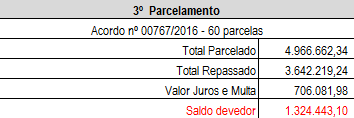 3º Parcelamento
Acordo nº 00767/2016 - 60 parcelas
Total Parcelado 4.966.662,34
Total Repassado 3.642.219,24
Valor Juros e Multa 706.081,98
Saldo devedor 1.324.443,10